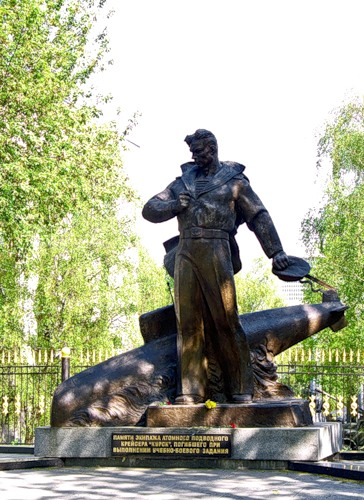 ПАМЯТИ ЭКИПАЖА АТОМНОГО ПОДВОДНОГО
КРЕЙСЕРА "КУРСК", ПОГИБШЕГО ПРИ
ВЫПОЛНЕНИИ УЧЕБНО-БОЕВОГО ЗАДАНИЯ